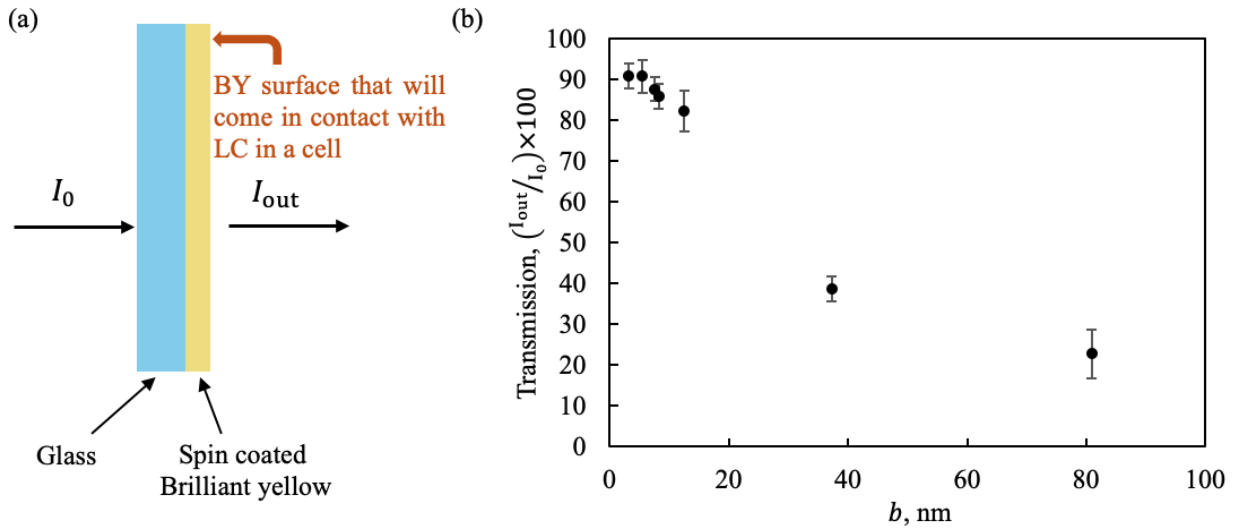 (a)
BY surface that will
come in contact with
LC in a cell
I₀
I_out
Glass
Spin coated
Brilliant yellow
(b)
Transmission, (I_out/I₀)×100
100
90
80
70
60
50
40
30
20
10
0
0 20 40 60 80 100
b, nm